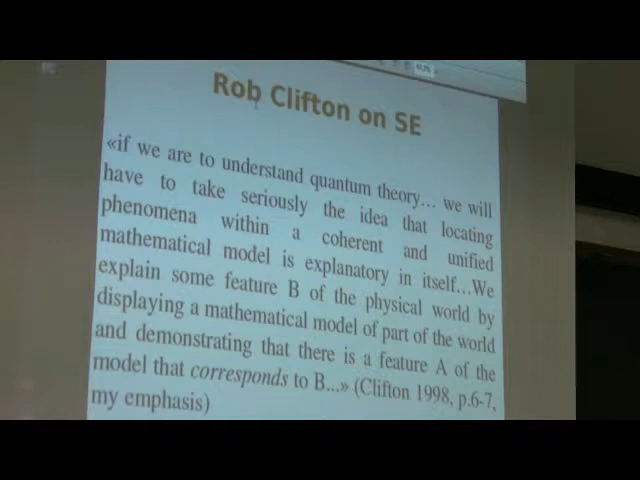 Rob Clifton on SE
«if we are to understand quantum theory… we will
have to take seriously the idea that locating
phenomena within a coherent and unified
mathematical model is explanatory in itself…We
explain some feature B of the physical world by
displaying a mathematical model of part of the world
and demonstrating that there is a feature A of the
model that corresponds to B...» (Clifton 1998, p.6-7,
my emphasis)